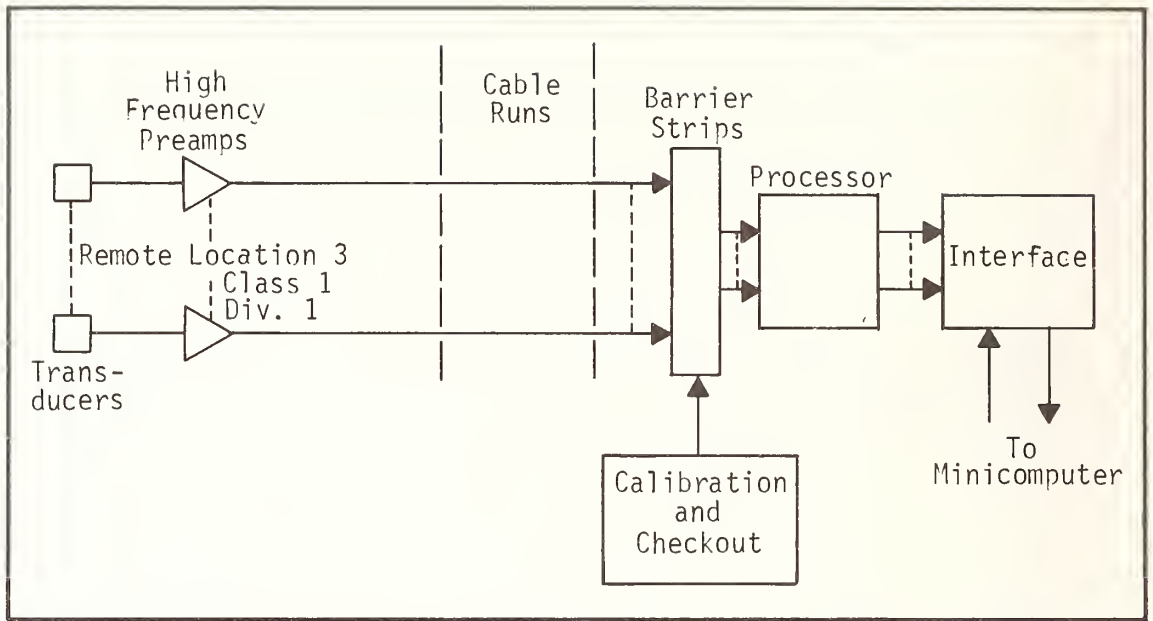 High
Frequency
Preamps
Cable
Runs
Barrier
Strips
Processor
Interface
Remote Location 3
Class 1
Div. 1
Trans-
ducers
Calibration
and
Checkout
To
Minicomputer